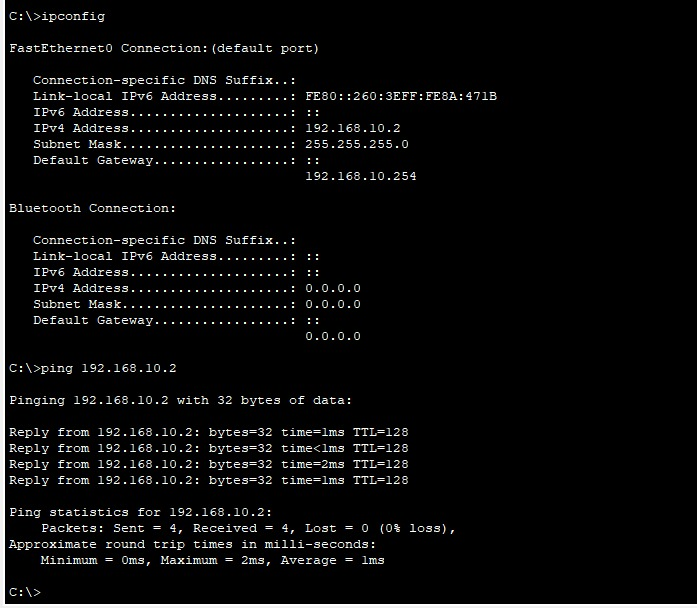 C:\>ipconfig
FastEthernet0 Connection:(default port)
Connection-specific DNS Suffix..:
Link-local IPv6 Address.........: FE80::260:3EFF:FE8A:471B
IPv6 Address....................: ::
IPv4 Address....................: 192.168.10.2
Subnet Mask.....................: 255.255.255.0
Default Gateway.................: ::
192.168.10.254
Bluetooth Connection:
Connection-specific DNS Suffix..:
Link-local IPv6 Address.........: ::
IPv6 Address....................: ::
IPv4 Address....................: 0.0.0.0
Subnet Mask.....................: 0.0.0.0
Default Gateway.................: ::
0.0.0.0
C:\>ping 192.168.10.2
Pinging 192.168.10.2 with 32 bytes of data:
Reply from 192.168.10.2: bytes=32 time=1ms TTL=128
Reply from 192.168.10.2: bytes=32 time<1ms TTL=128
Reply from 192.168.10.2: bytes=32 time=2ms TTL=128
Reply from 192.168.10.2: bytes=32 time=1ms TTL=128
Ping statistics for 192.168.10.2:
Packets: Sent = 4, Received = 4, Lost = 0 (0% loss),
Approximate round trip times in milli-seconds:
Minimum = 0ms, Maximum = 2ms, Average = 1ms
C:\>